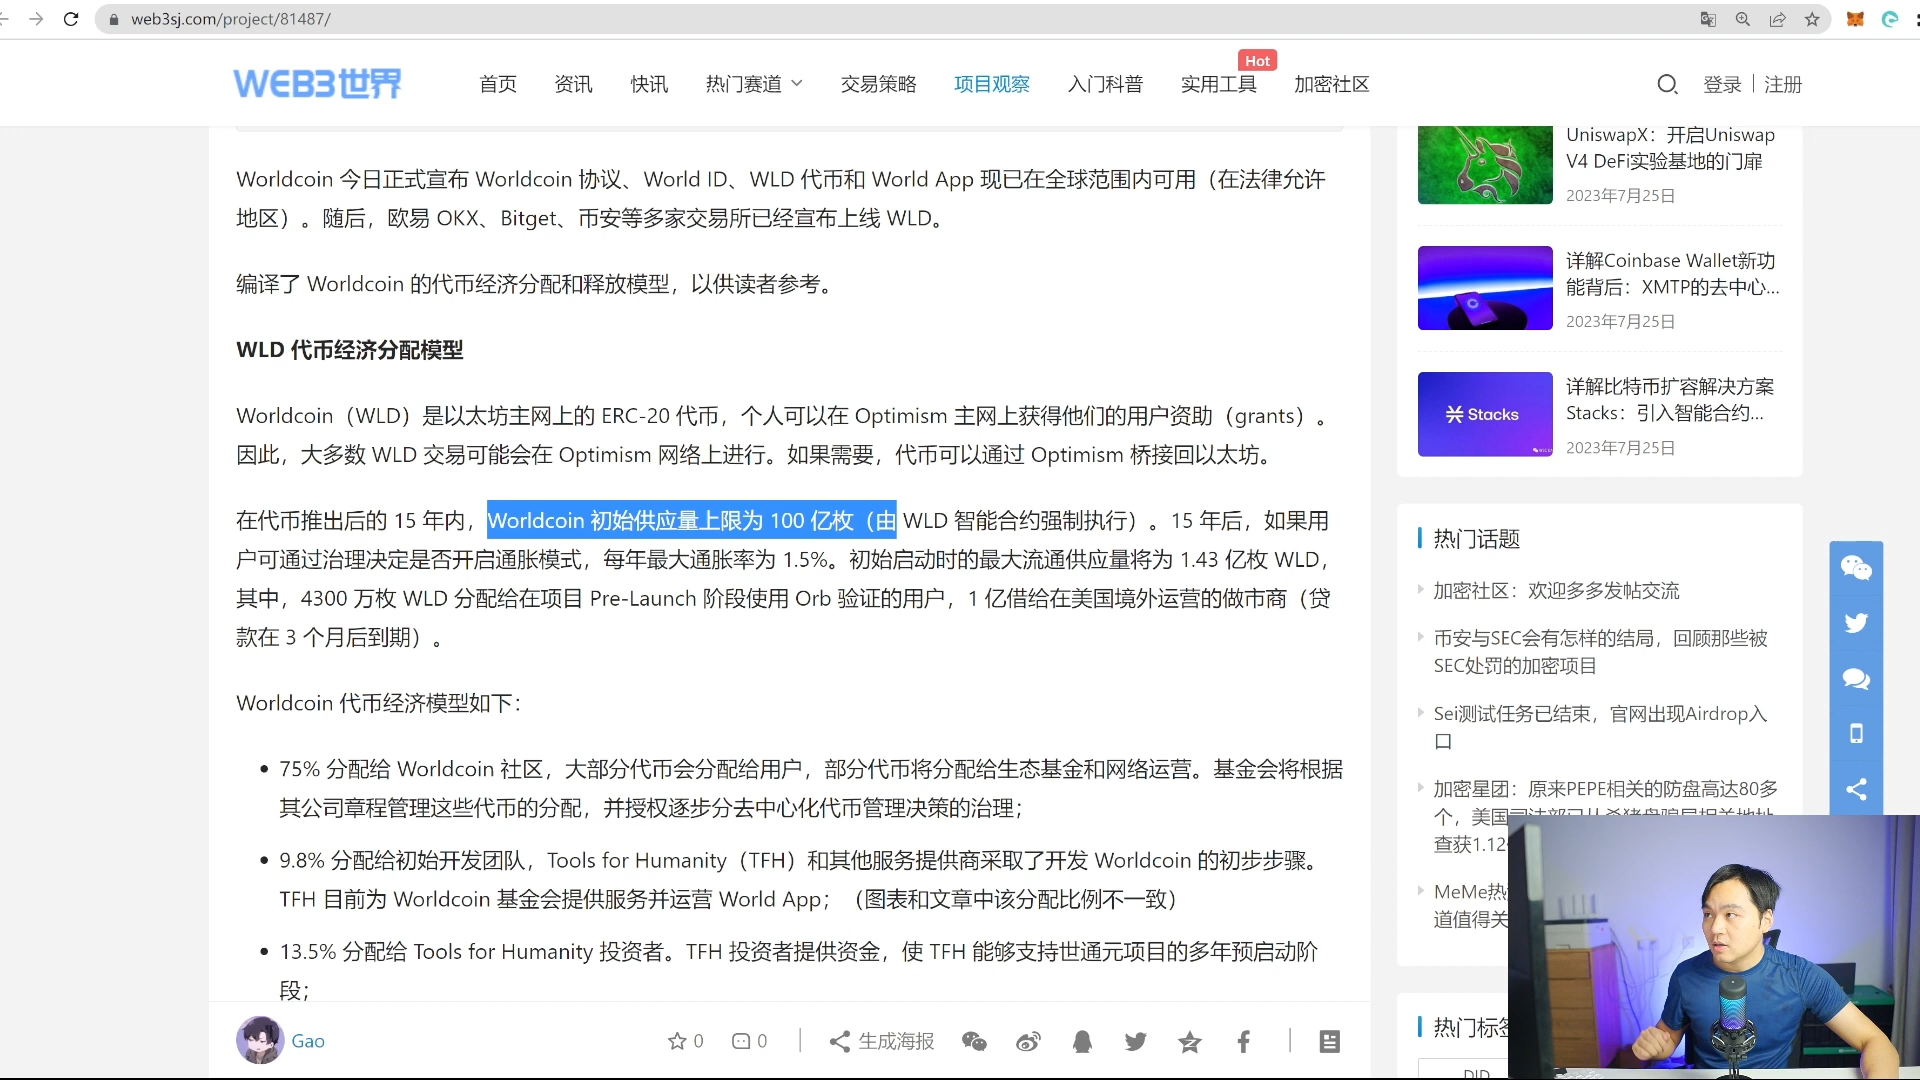 web3sj.com/project/81487/
WEB3世界
首页 资讯 快讯 热门赛道 交易策略 项目观察 入门科普 实用工具 Hot 加密社区 登录 注册
Worldcoin 今日正式宣布 Worldcoin 协议、World ID、WLD 代币和 World App 现已在全球范围内可用（在法律允许
地区）。随后，欧易 OKX、Bitget、币安等多家交易所已经宣布上线 WLD。
编译了 Worldcoin 的代币经济分配和释放模型，以供读者参考。
WLD 代币经济分配模型
Worldcoin（WLD）是以太坊主网上的 ERC-20 代币，个人可以在 Optimism 主网上获得他们的用户资助（grants）。
因此，大多数 WLD 交易可能会在 Optimism 网络上进行。如果需要，代币可以通过 Optimism 桥接回以太坊。
在代币推出后的 15 年内，Worldcoin 初始供应量上限为 100 亿枚（由 WLD 智能合约强制执行）。15 年后，如果用
户可通过治理决定是否开启通胀模式，每年最大通胀率为 1.5%。初始启动时的最大流通供应量将为 1.43 亿枚 WLD，
其中，4300 万枚 WLD 分配给在项目 Pre-Launch 阶段使用 Orb 验证的用户，1 亿借给在美国境外运营的做市商（贷
款在 3 个月后到期）。
Worldcoin 代币经济模型如下：
• 75% 分配给 Worldcoin 社区，大部分代币会分配给用户，部分代币将分配给生态基金和网络运营。基金会将根据
其公司章程管理这些代币的分配，并授权逐步分去中心化代币管理决策的治理；
• 9.8% 分配给初始开发团队，Tools for Humanity（TFH）和其他服务提供商采取了开发 Worldcoin 的初步步骤。
TFH 目前为 Worldcoin 基金会提供服务并运营 World App；（图表和文章中该分配比例不一致）
• 13.5% 分配给 Tools for Humanity 投资者。TFH 投资者提供资金，使 TFH 能够支持世通元项目的多年预启动阶
段；
Gao
0 0 生成海报
UniswapX：开启Uniswap
V4 DeFi实验基地的门扉
2023年7月25日
详解Coinbase Wallet新功
能背后：XMTP的去中心...
2023年7月25日
Stacks
详解比特币扩容解决方案
Stacks：引入智能合约...
2023年7月25日
热门话题
加密社区：欢迎多多发帖交流
币安与SEC会有怎样的结局，回顾那些被
SEC处罚的加密项目
Sei测试任务已结束，官网出现Airdrop入
口
加密星团：原来PEPE相关的防盘高达80多
个，美国
查获1.12
MeMe热
道值得关
热门标签
DID